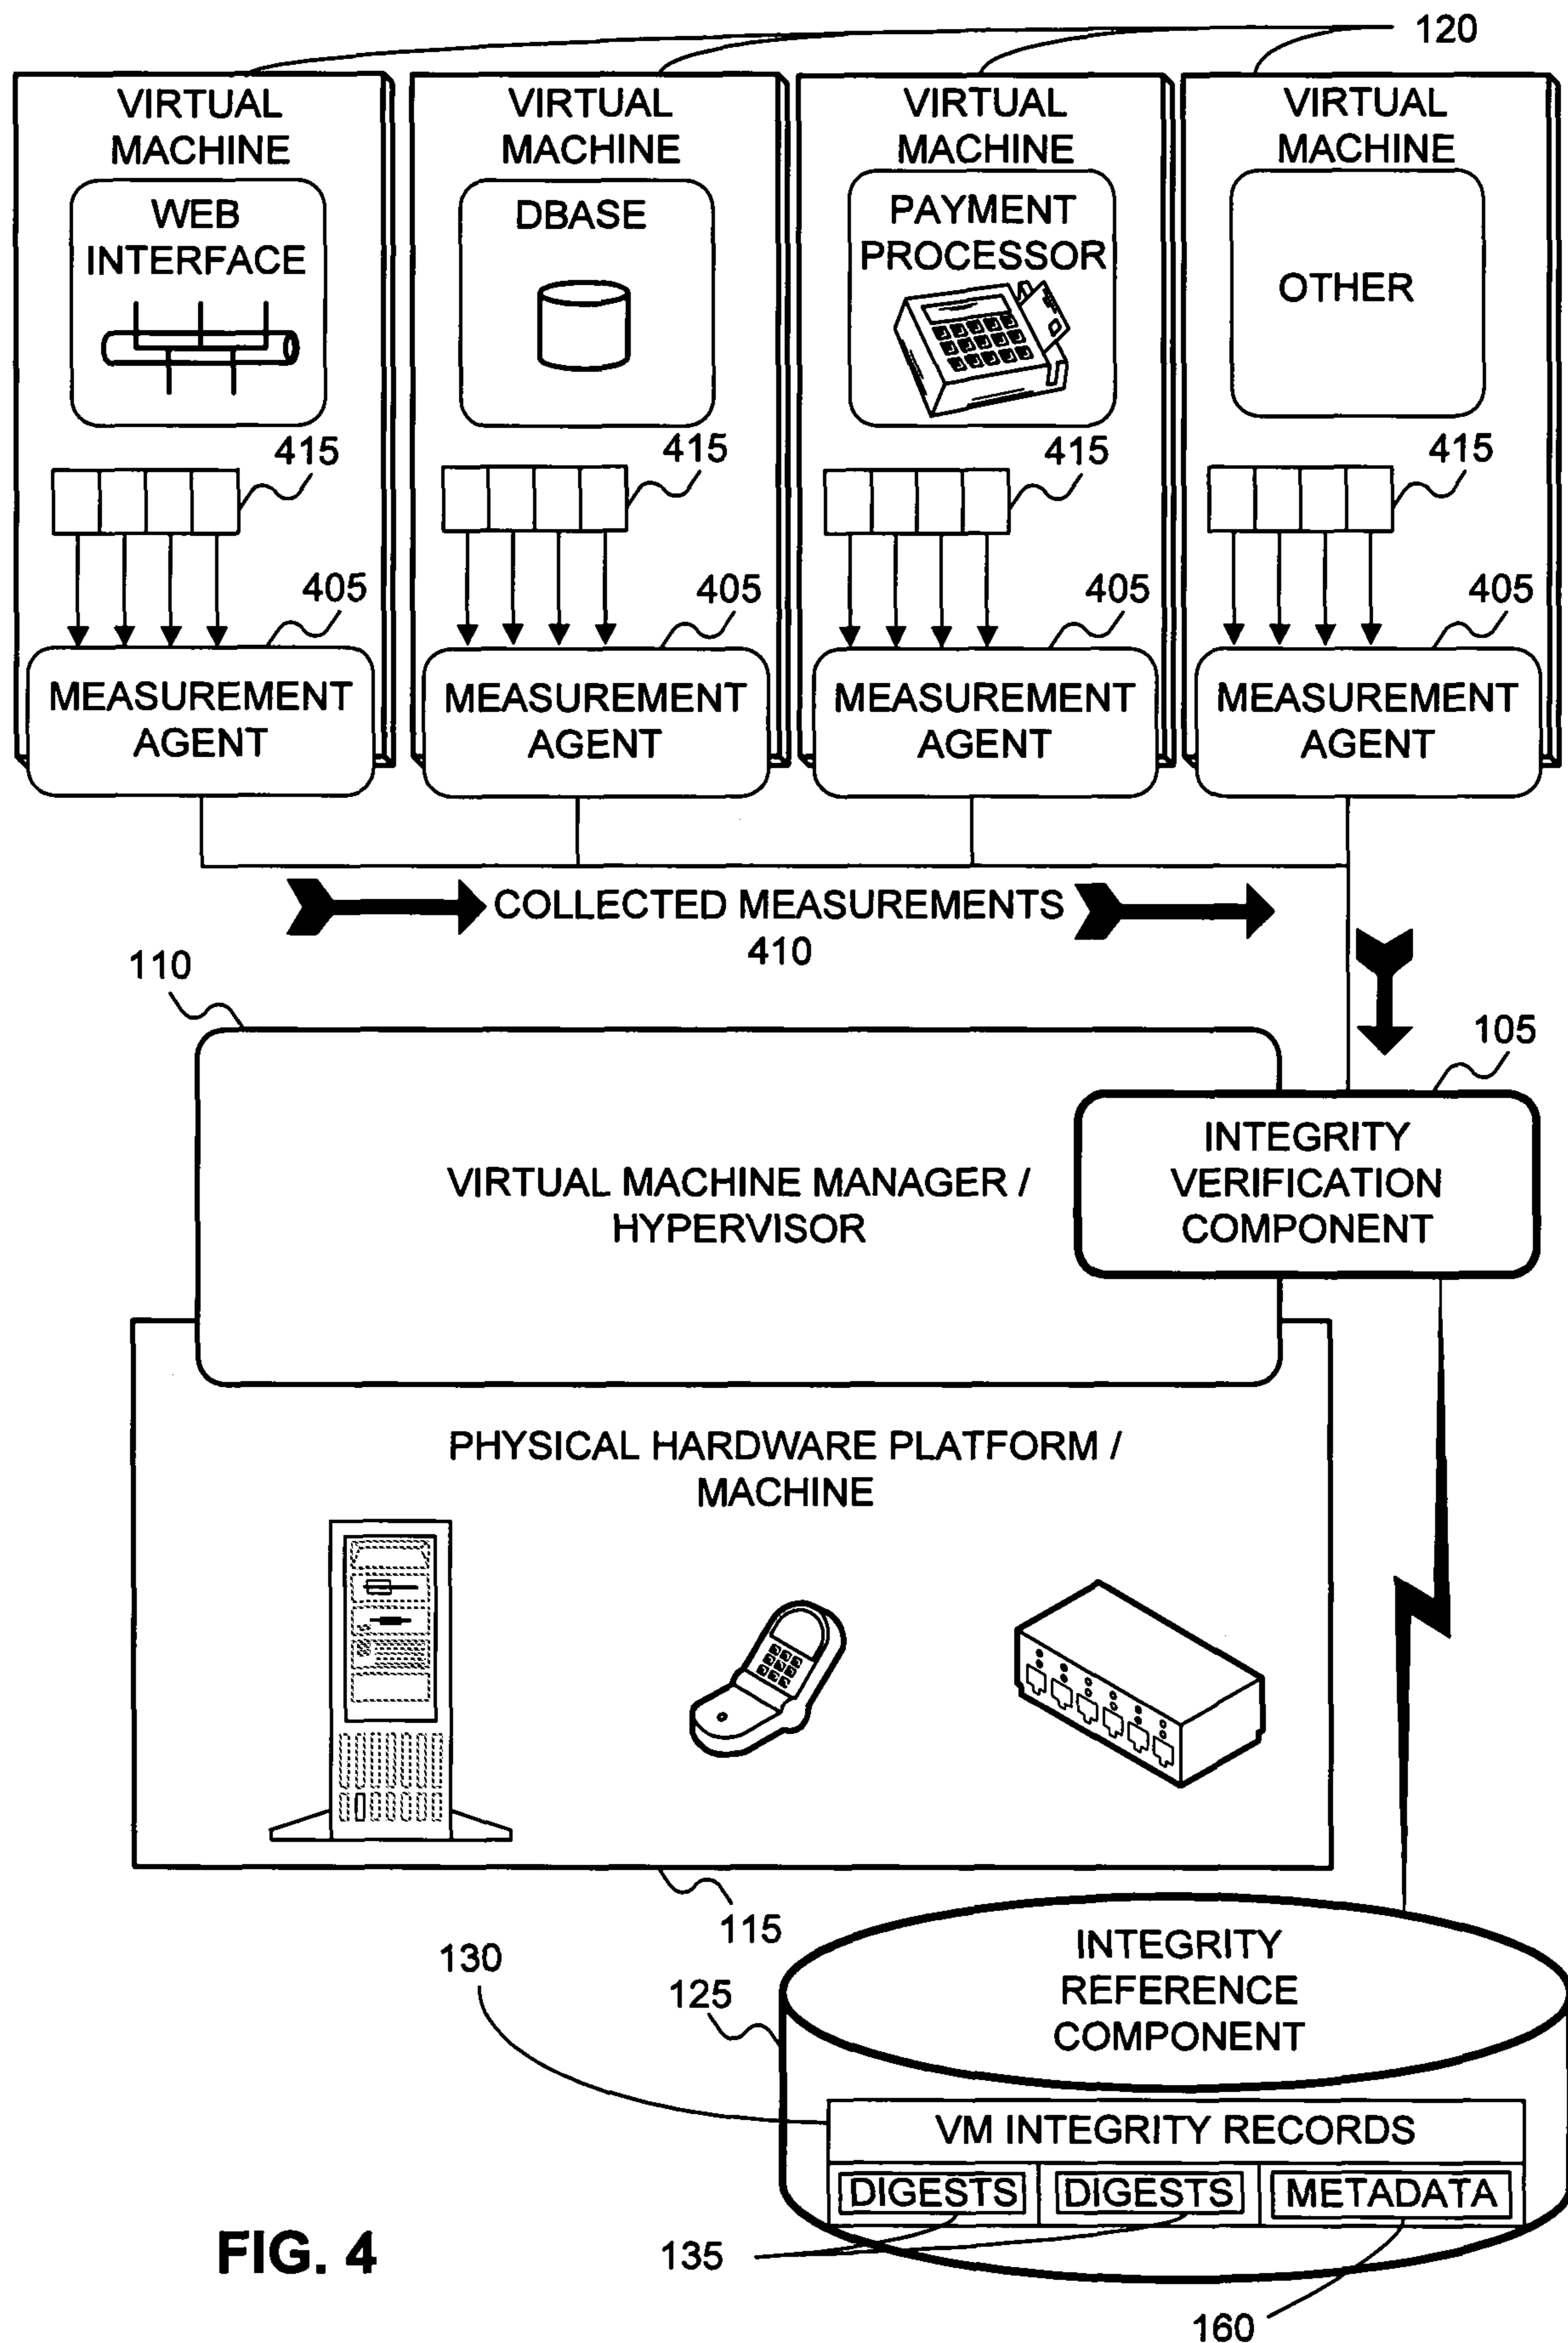 120
VIRTUAL
MACHINE
WEB
INTERFACE
415
405
MEASUREMENT
AGENT
VIRTUAL
MACHINE
DBASE
415
405
MEASUREMENT
AGENT
VIRTUAL
MACHINE
PAYMENT
PROCESSOR
415
405
MEASUREMENT
AGENT
VIRTUAL
MACHINE
OTHER
415
405
MEASUREMENT
AGENT
COLLECTED MEASUREMENTS
410
110
105
VIRTUAL MACHINE MANAGER /
HYPERVISOR
INTEGRITY
VERIFICATION
COMPONENT
PHYSICAL HARDWARE PLATFORM /
MACHINE
115
130
125
INTEGRITY
REFERENCE
COMPONENT
VM INTEGRITY RECORDS
DIGESTS
DIGESTS
METADATA
135
160
FIG. 4